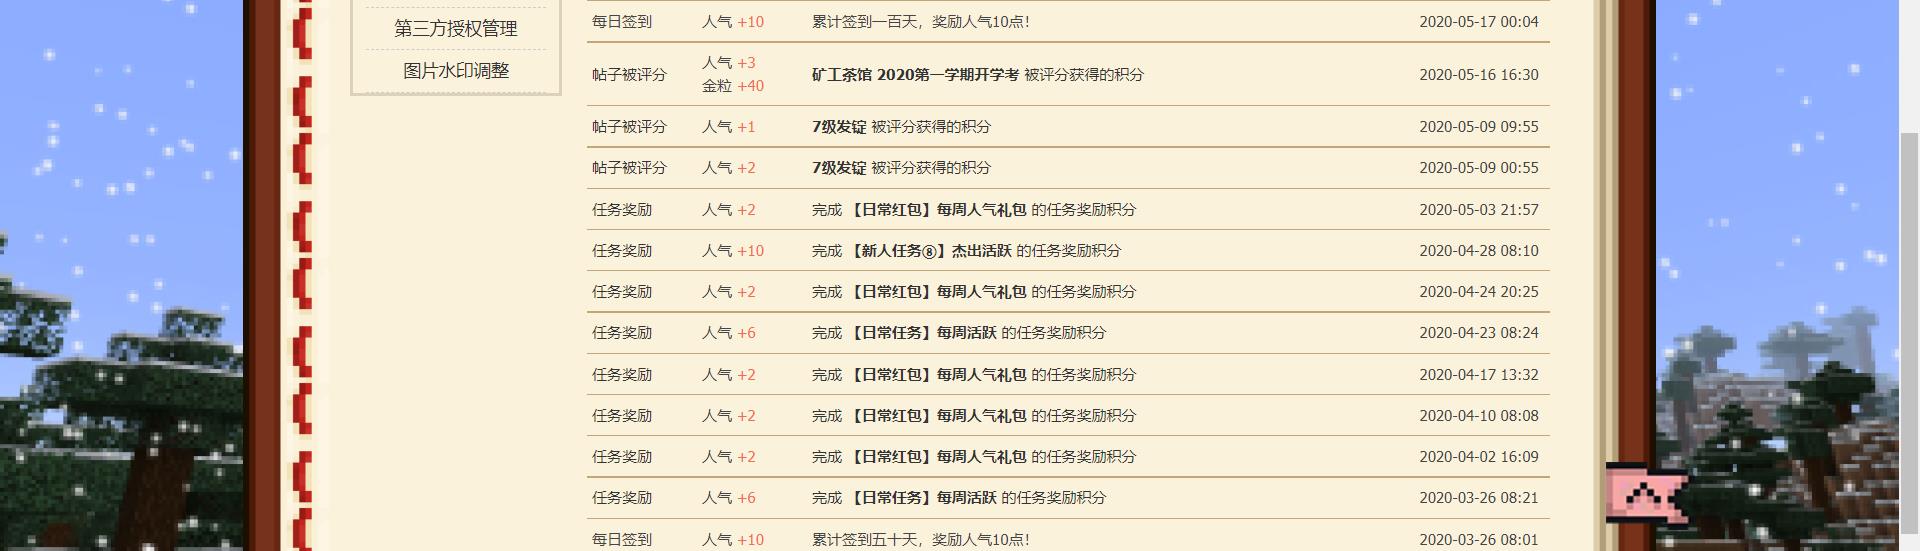 第三方授权管理
图片水印调整
每日签到 人气 +10 累计签到一百天，奖励人气10点！ 2020-05-17 00:04
帖子被评分 人气 +3 金粒 +40 矿工茶馆 2020第一学期开学考 被评分获得的积分 2020-05-16 16:30
帖子被评分 人气 +1 7级发锭 被评分获得的积分 2020-05-09 09:55
帖子被评分 人气 +2 7级发锭 被评分获得的积分 2020-05-09 00:55
任务奖励 人气 +2 完成 【日常红包】每周人气礼包 的任务奖励积分 2020-05-03 21:57
任务奖励 人气 +10 完成 【新人任务⑧】杰出活跃 的任务奖励积分 2020-04-28 08:10
任务奖励 人气 +2 完成 【日常红包】每周人气礼包 的任务奖励积分 2020-04-24 20:25
任务奖励 人气 +6 完成 【日常任务】每周活跃 的任务奖励积分 2020-04-23 08:24
任务奖励 人气 +2 完成 【日常红包】每周人气礼包 的任务奖励积分 2020-04-17 13:32
任务奖励 人气 +2 完成 【日常红包】每周人气礼包 的任务奖励积分 2020-04-10 08:08
任务奖励 人气 +2 完成 【日常红包】每周人气礼包 的任务奖励积分 2020-04-02 16:09
任务奖励 人气 +6 完成 【日常任务】每周活跃 的任务奖励积分 2020-03-26 08:21
每日签到 人气 +10 累计签到五十天，奖励人气10点！ 2020-03-26 08:01